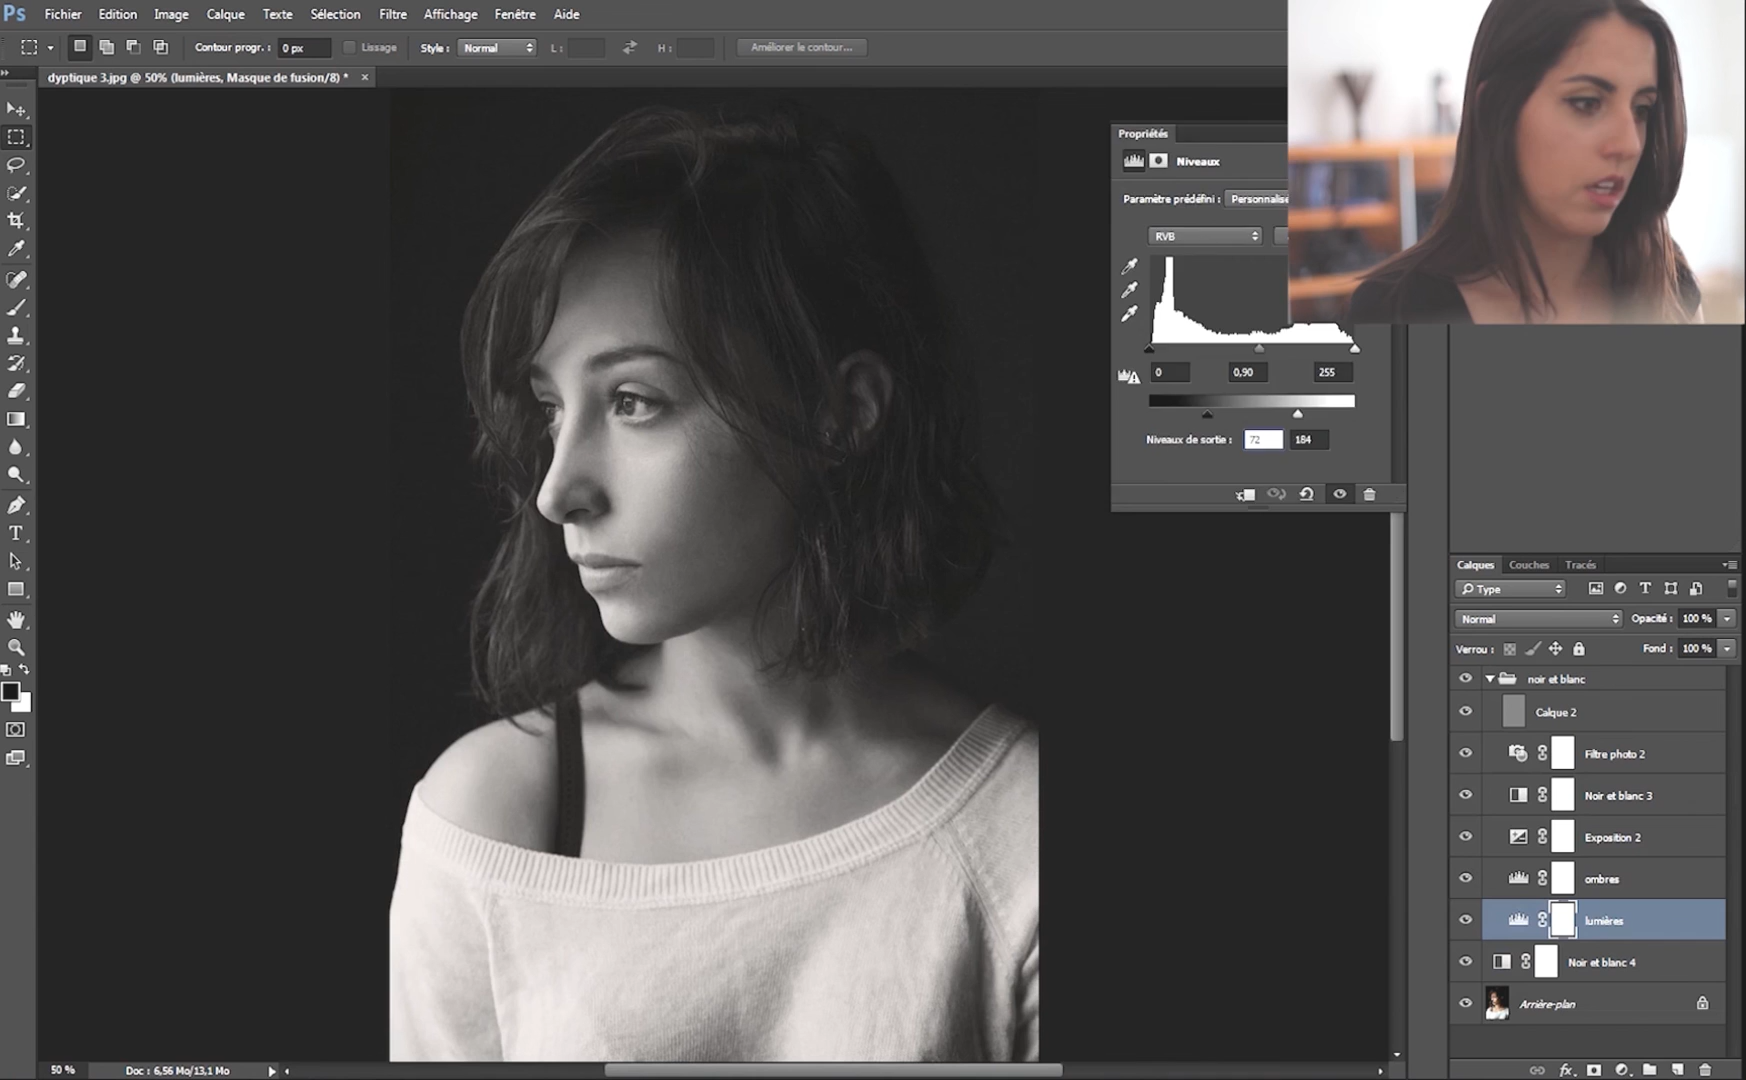 Ps Fichier Edition Image Calque Texte Sélection Filtre Affichage Fenêtre Aide
Contour progr. : 0 px Lissage Style : Normal L : H : Améliorer le contour...
dyptique 3.jpg @ 50% (lumières, Masque de fusion/8) * ×
Propriétés
Niveaux
Paramètre prédéfini : Personnalisé
RVB
0 0,90 255
Niveaux de sortie : 72 184
Calques Couches Tracés
Type
Normal Opacité : 100 %
Verrou : Fond : 100 %
noir et blanc
Calque 2
Filtre photo 2
Noir et blanc 3
Exposition 2
ombres
lumières
Noir et blanc 4
Arrière-plan
50 % Doc : 6,56 Mo/13,1 Mo
fx